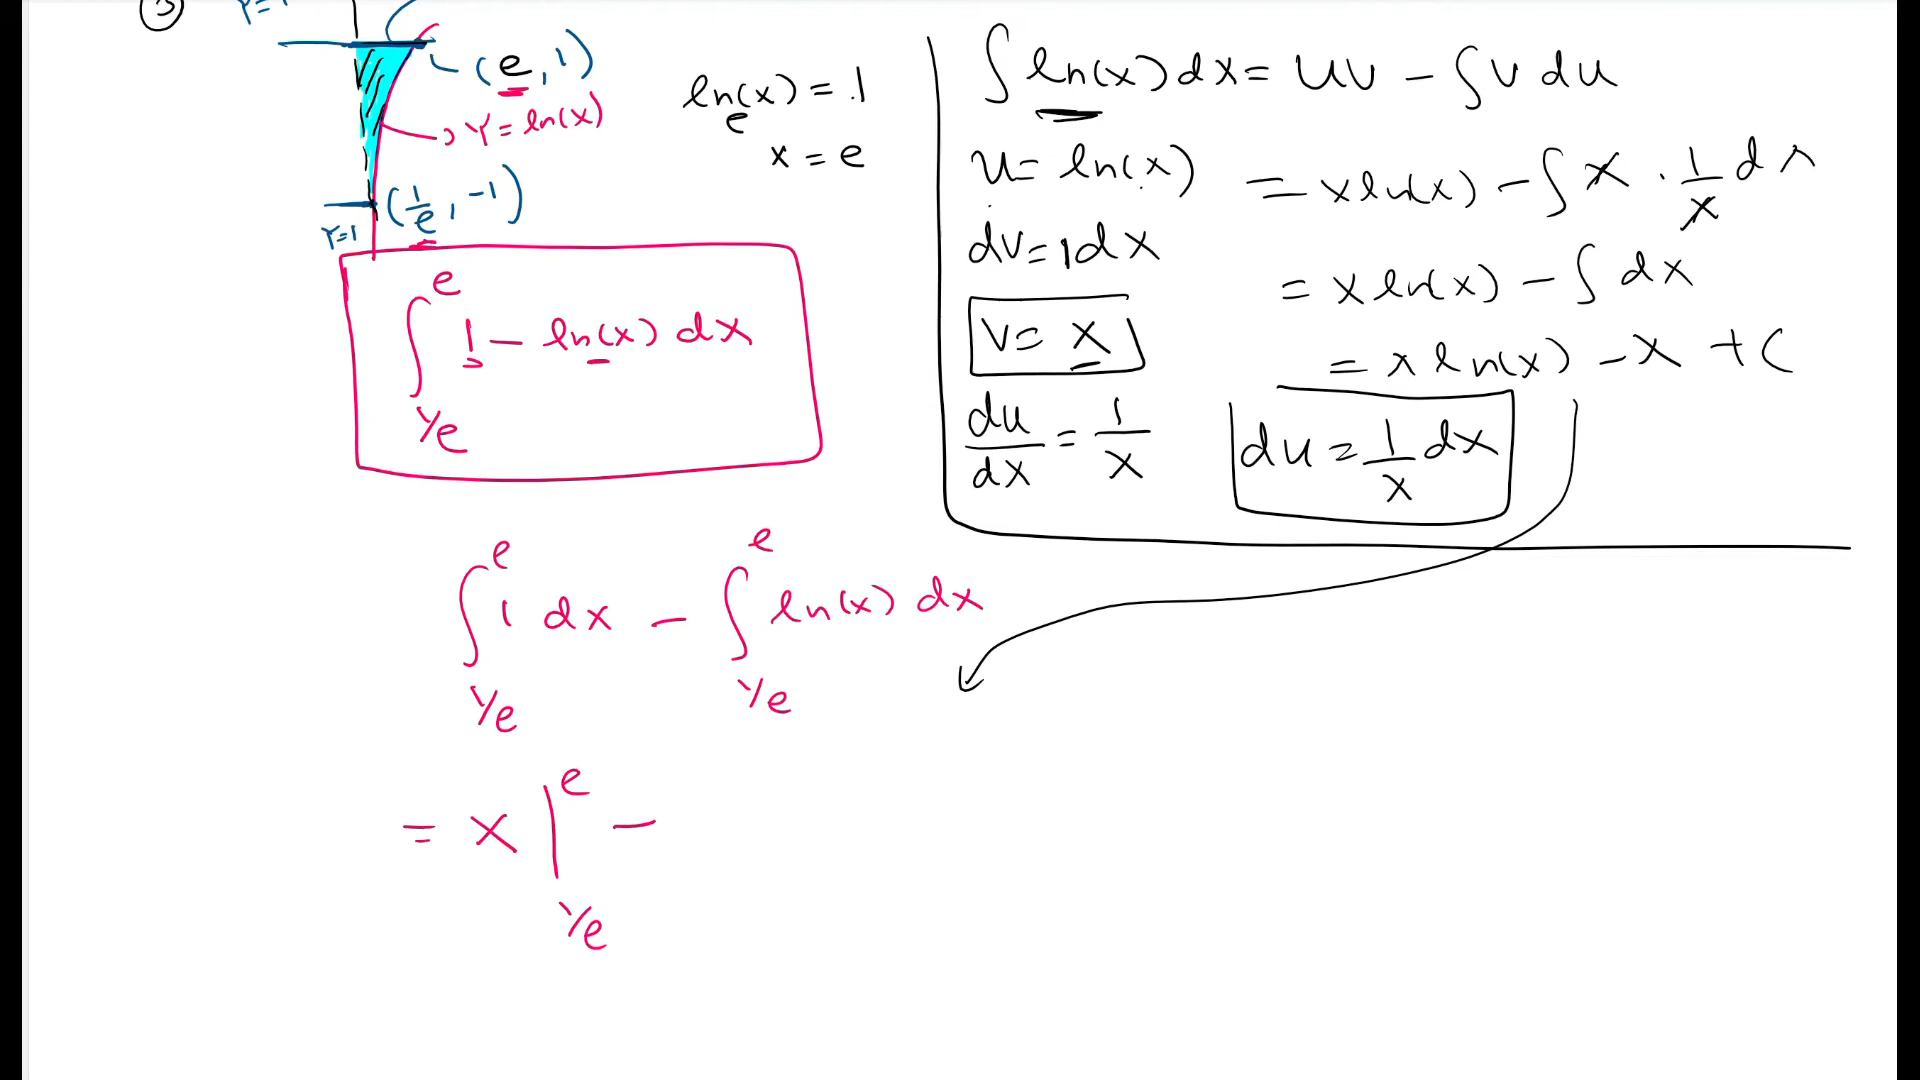 3
(e, 1)
Y = ln(x)
(1/e, -1)
Y=1
ln(x) = 1
e
x = e
∫_{1/e}^{e} 1 - ln(x) dx
∫ ln(x) dx = uv - ∫ v du
u = ln(x)
= x ln(x) - ∫ x · 1/x dx
dv = 1dx
= x ln(x) - ∫ dx
v = x
= x ln(x) - x + C
du/dx = 1/x
du = 1/x dx
∫_{1/e}^{e} 1 dx - ∫_{1/e}^{e} ln(x) dx
= x |_{1/e}^{e} -